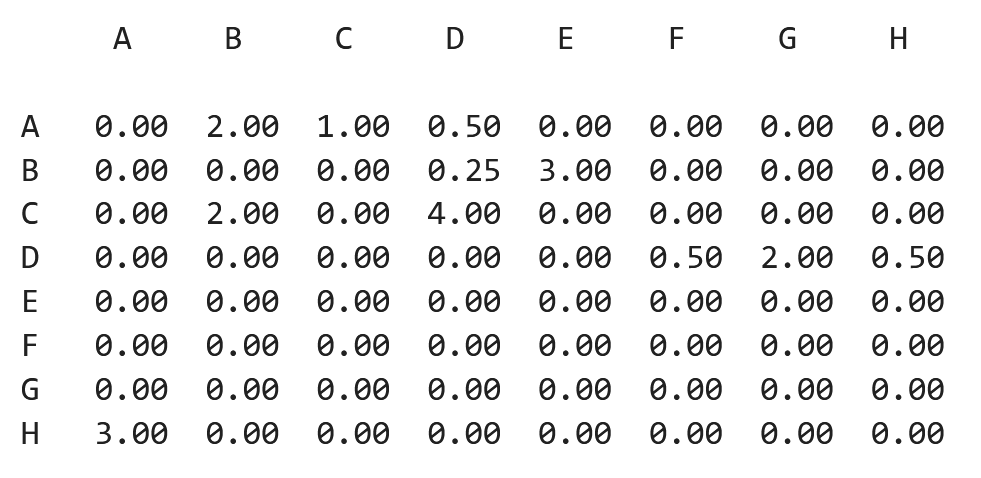 A B C D E F G H
A 0.00 2.00 1.00 0.50 0.00 0.00 0.00 0.00
B 0.00 0.00 0.00 0.25 3.00 0.00 0.00 0.00
C 0.00 2.00 0.00 4.00 0.00 0.00 0.00 0.00
D 0.00 0.00 0.00 0.00 0.00 0.50 2.00 0.50
E 0.00 0.00 0.00 0.00 0.00 0.00 0.00 0.00
F 0.00 0.00 0.00 0.00 0.00 0.00 0.00 0.00
G 0.00 0.00 0.00 0.00 0.00 0.00 0.00 0.00
H 3.00 0.00 0.00 0.00 0.00 0.00 0.00 0.00